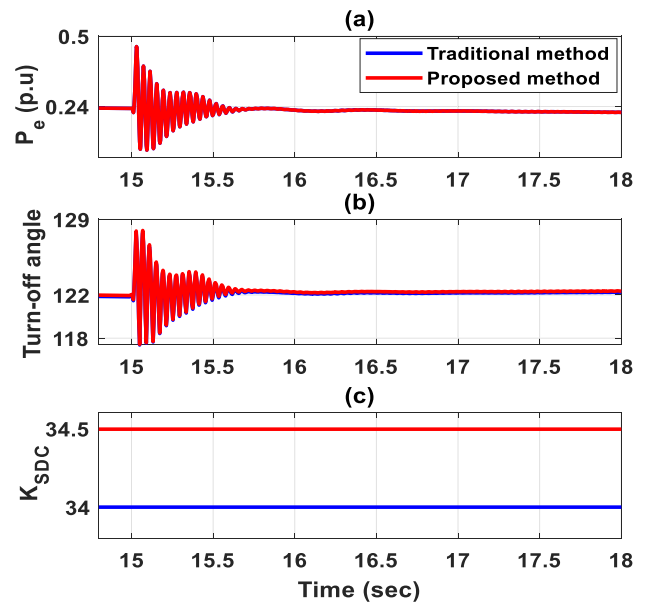 (a)
0.5
0.24
P_e (p.u)
Traditional method
Proposed method
15 15.5 16 16.5 17 17.5 18
(b)
129
122
118
Turn-off angle
15 15.5 16 16.5 17 17.5 18
(c)
34.5
34
K_SDC
15 15.5 16 16.5 17 17.5 18
Time (sec)